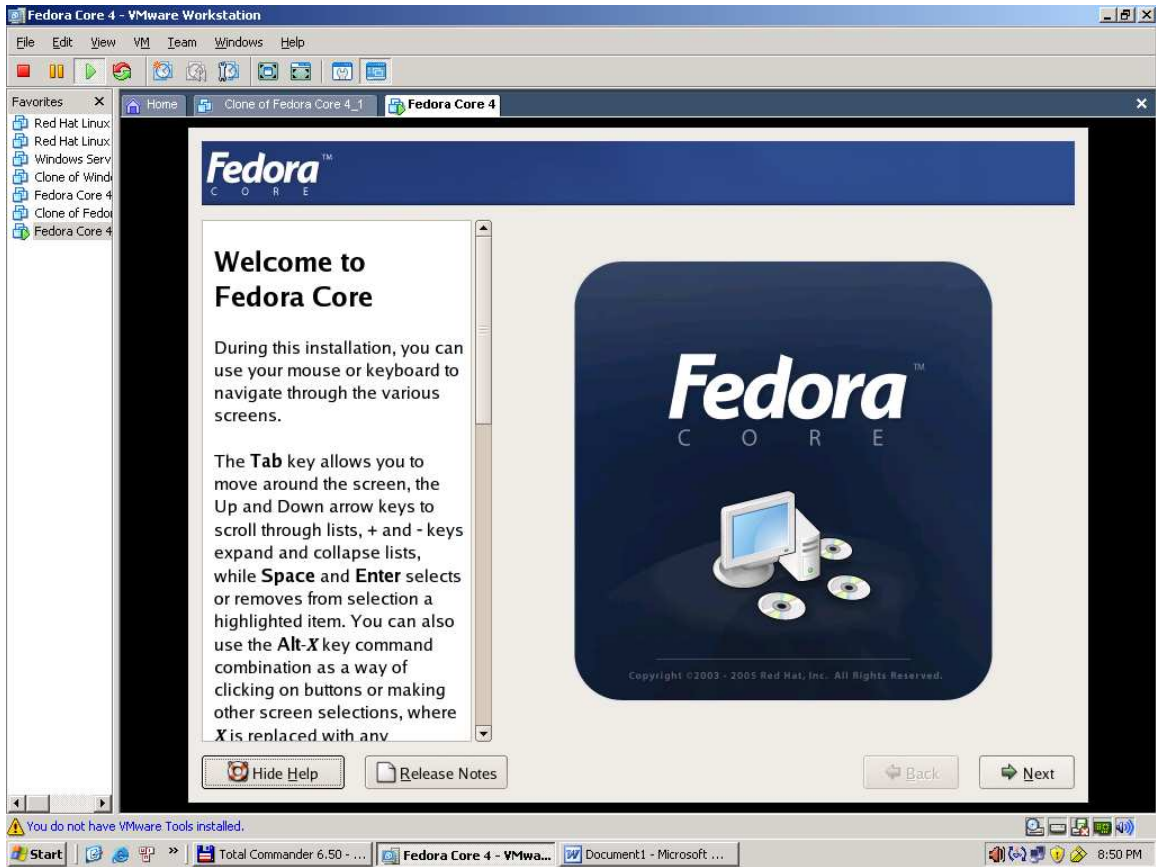 Fedora Core 4 - VMware Workstation
File Edit View VM Team Windows Help
Favorites X
Home Clone of Fedora Core 4_1 Fedora Core 4 ×
Red Hat Linux
Red Hat Linux
Windows Serv
Clone of Wind
Fedora Core 4
Clone of Fedo
Fedora Core 4
Fedora™
CORE
Welcome to
Fedora Core
During this installation, you can
use your mouse or keyboard to
navigate through the various
screens.
The Tab key allows you to
move around the screen, the
Up and Down arrow keys to
scroll through lists, + and - keys
expand and collapse lists,
while Space and Enter selects
or removes from selection a
highlighted item. You can also
use the Alt-X key command
combination as a way of
clicking on buttons or making
other screen selections, where
X is replaced with any
Fedora™
CORE
Copyright ©2003 - 2005 Red Hat, Inc. All Rights Reserved.
Hide Help Release Notes Back Next
You do not have VMware Tools installed.
Start » Total Commander 6.50 - ... Fedora Core 4 - VMwa... Document1 - Microsoft ... 8:50 PM